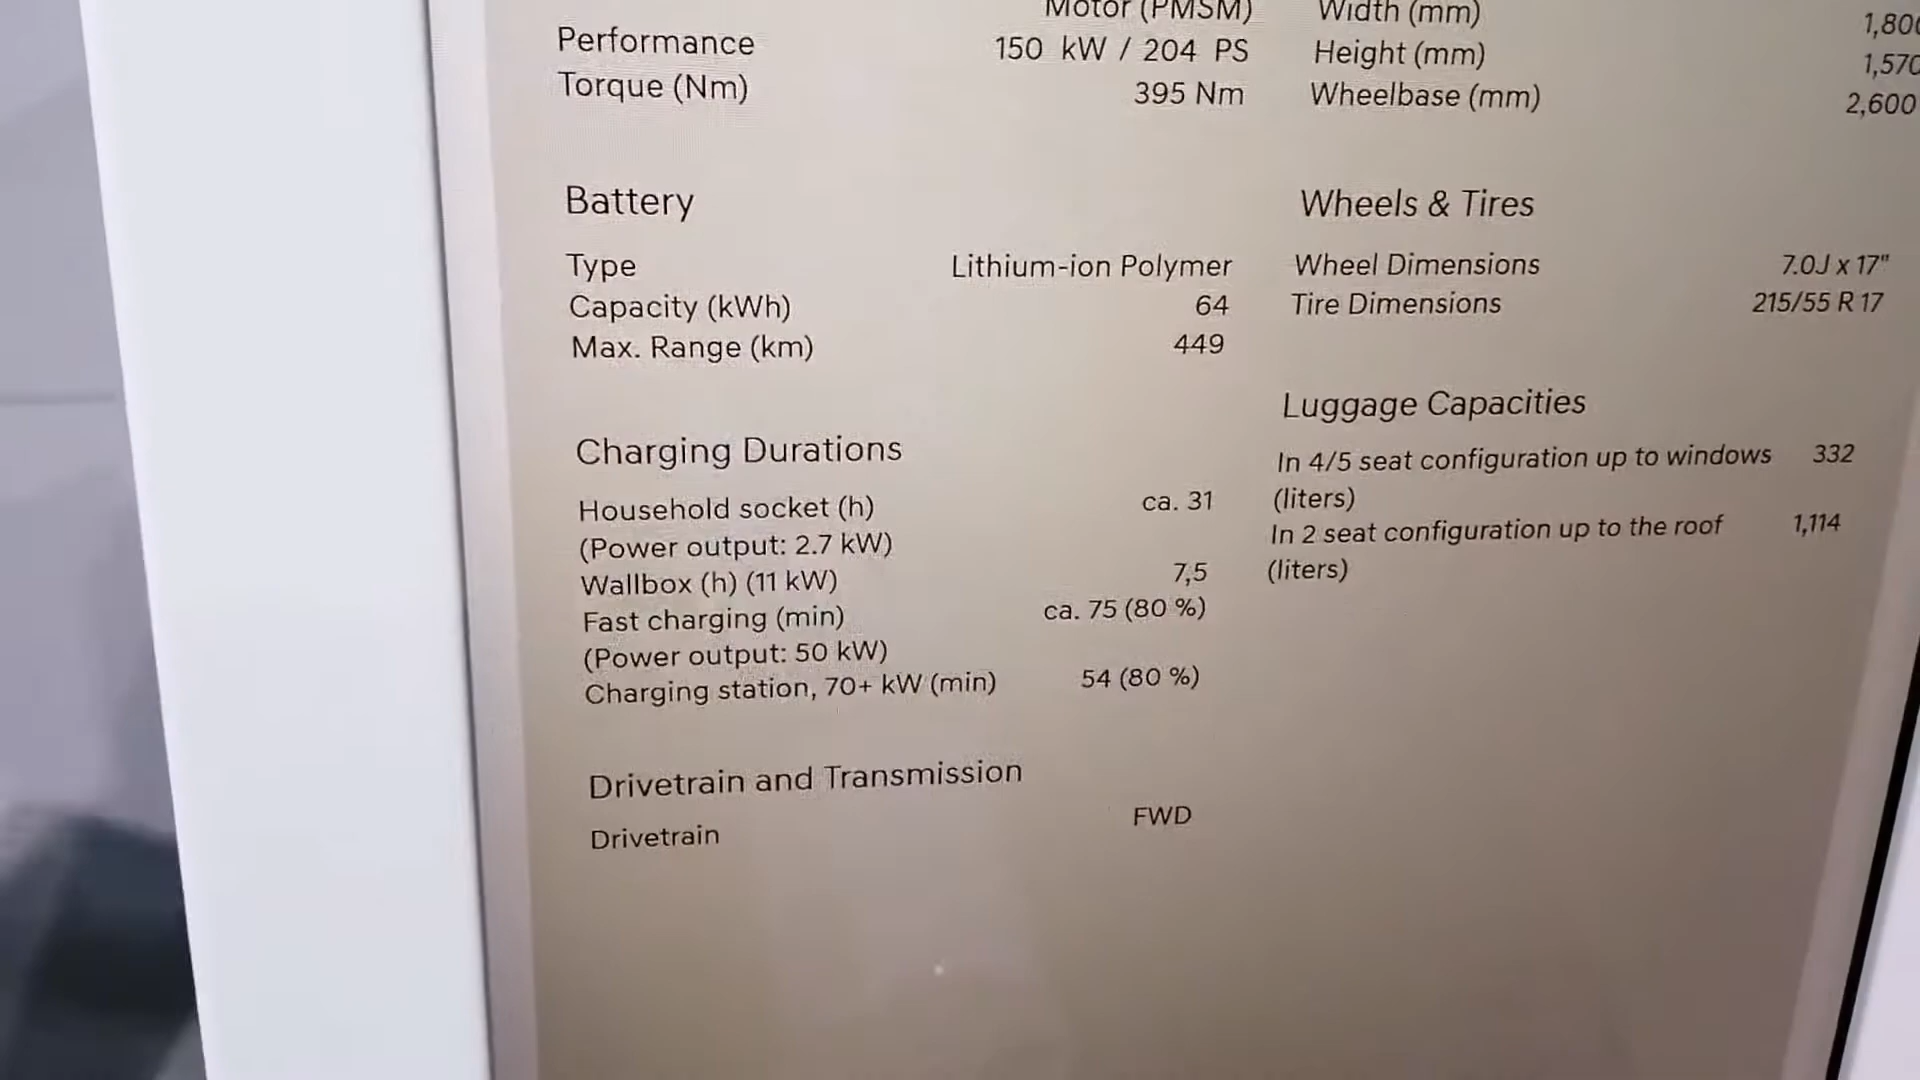 Motor (PMSM)
Performance 150 kW / 204 PS
Torque (Nm) 395 Nm
Battery
Type Lithium-ion Polymer
Capacity (kWh) 64
Max. Range (km) 449
Charging Durations
Household socket (h) ca. 31
(Power output: 2.7 kW)
Wallbox (h) (11 kW) 7,5
Fast charging (min) ca. 75 (80 %)
(Power output: 50 kW)
Charging station, 70+ kW (min) 54 (80 %)
Drivetrain and Transmission
Drivetrain FWD
Width (mm) 1,800
Height (mm) 1,570
Wheelbase (mm) 2,600
Wheels & Tires
Wheel Dimensions 7.0J x 17"
Tire Dimensions 215/55 R 17
Luggage Capacities
In 4/5 seat configuration up to windows 332
(liters)
In 2 seat configuration up to the roof 1,114
(liters)